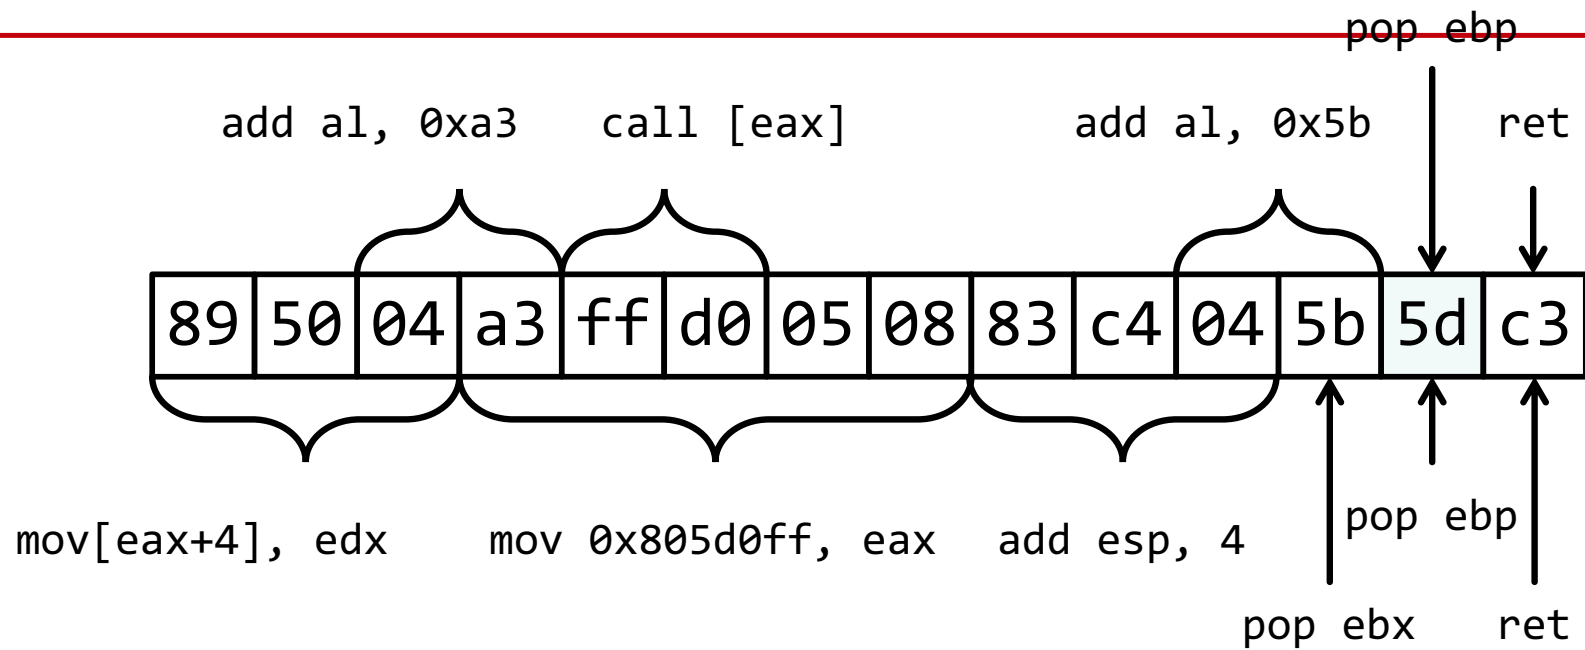 pop ebp
add al, 0xa3 call [eax] add al, 0x5b ret
89 50 04 a3 ff d0 05 08 83 c4 04 5b 5d c3
pop ebp
mov[eax+4], edx mov 0x805d0ff, eax add esp, 4
pop ebx ret